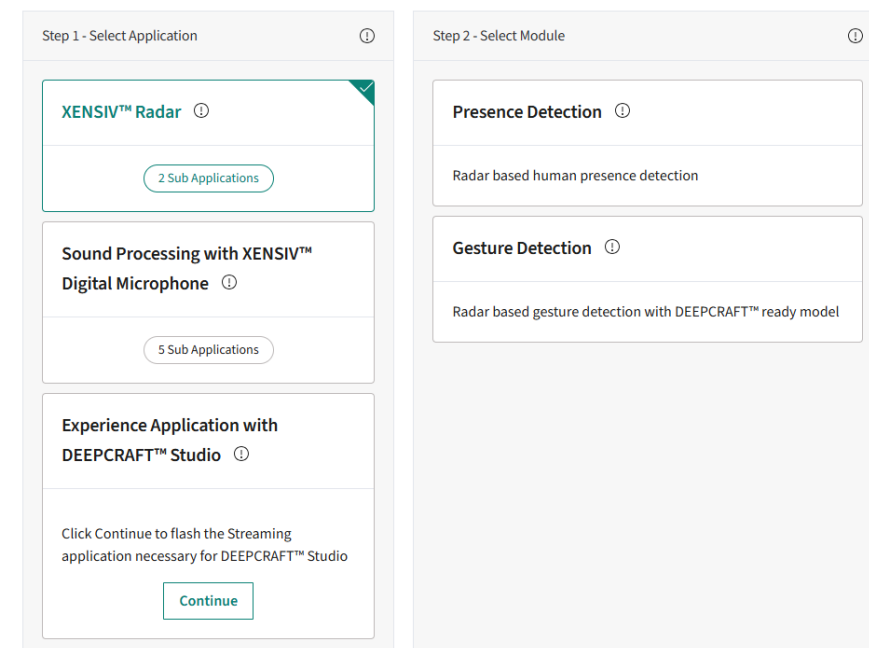 Step 1 - Select Application
XENSIV™ Radar
2 Sub Applications
Sound Processing with XENSIV™
Digital Microphone
5 Sub Applications
Experience Application with
DEEPCRAFT™ Studio
Click Continue to flash the Streaming
application necessary for DEEPCRAFT™ Studio
Continue
Step 2 - Select Module
Presence Detection
Radar based human presence detection
Gesture Detection
Radar based gesture detection with DEEPCRAFT™ ready model